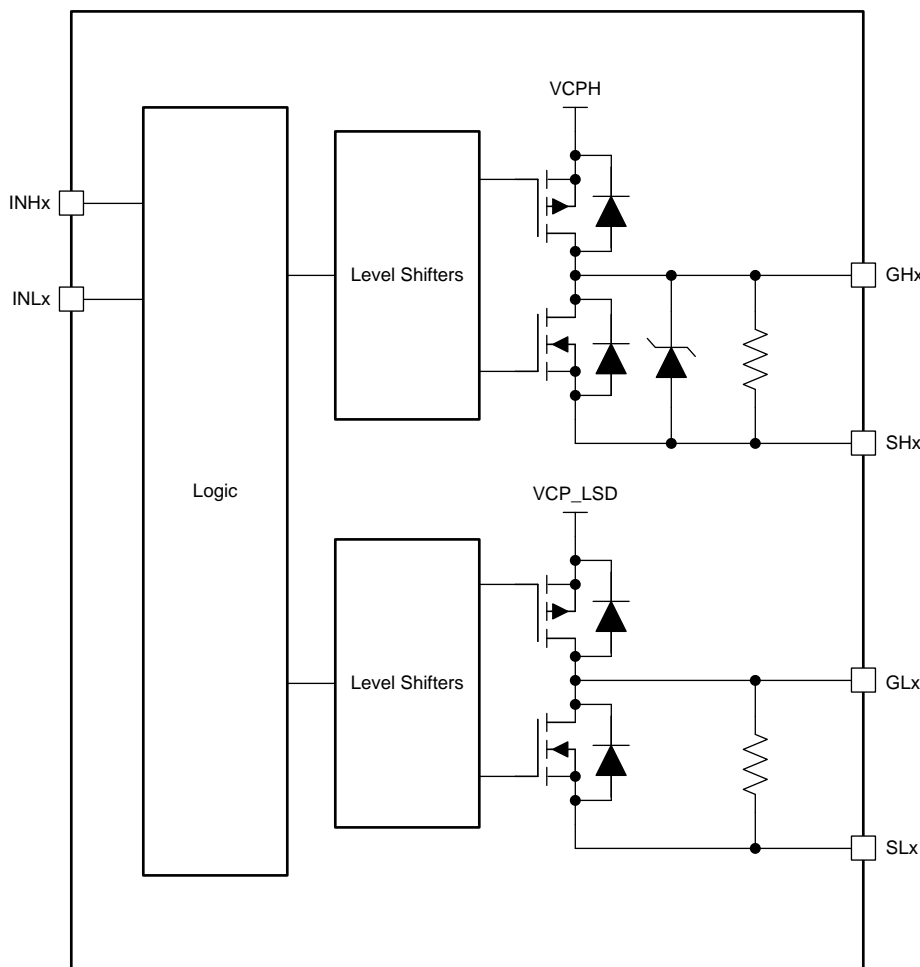 VCPH
INHx
INLx
Level Shifters
GHx
SHx
Logic
VCP_LSD
Level Shifters
GLx
SLx